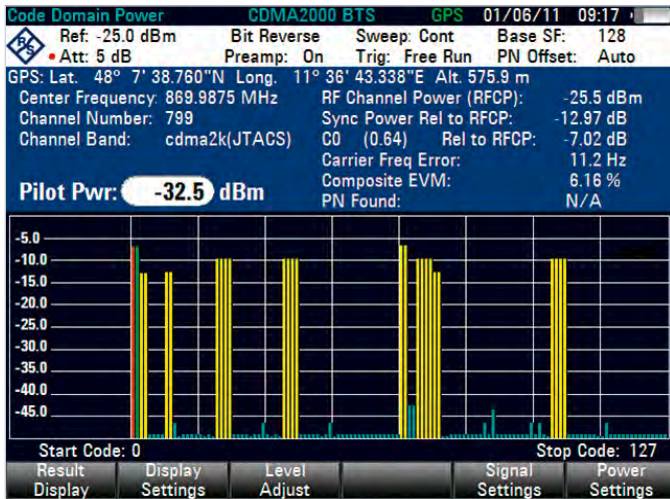 Code Domain Power CDMA2000 BTS GPS 01/06/11 09:17
Ref: -25.0 dBm Bit Reverse Sweep: Cont Base SF: 128
Att: 5 dB Preamp: On Trig: Free Run PN Offset: Auto
GPS: Lat. 48° 7' 38.760"N Long. 11° 36' 43.338"E Alt. 575.9 m
Center Frequency: 869.9875 MHz RF Channel Power (RFCP): -25.5 dBm
Channel Number: 799 Sync Power Rel to RFCP: -12.97 dB
Channel Band: cdma2k(JTACS) C0 (0.64) Rel to RFCP: -7.02 dB
Carrier Freq Error: 11.2 Hz
Composite EVM: 6.16 %
Pilot Pwr: -32.5 dBm PN Found: N/A
-5.0
-10.0
-15.0
-20.0
-25.0
-30.0
-35.0
-40.0
-45.0
Start Code: 0 Stop Code: 127
Result Display Level Signal Power
Display Settings Adjust Settings Settings